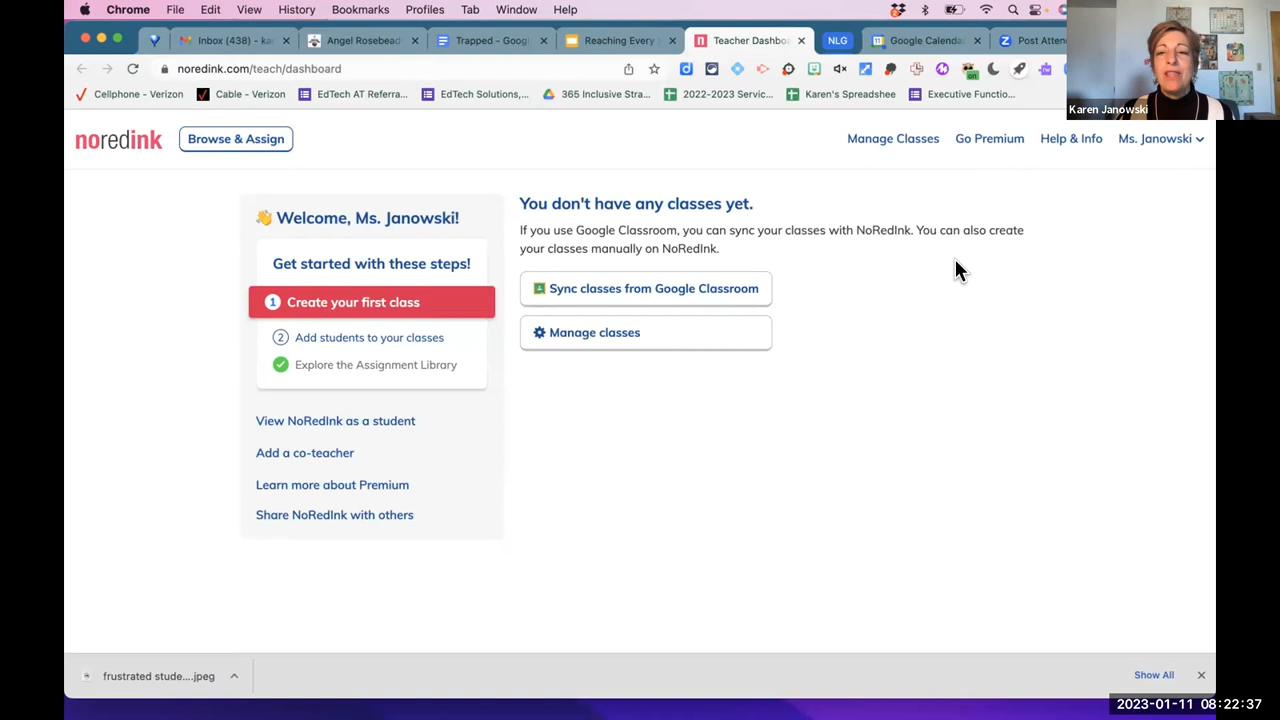 Chrome File Edit View History Bookmarks Profiles Tab Window Help
Inbox (438) - ka
Angel Rosebead
Trapped - Googl
Reaching Every
Teacher Dashbo
NLG
Google Calenda
Post Atten
noredink.com/teach/dashboard
on
Cellphone - Verizon
Cable - Verizon
EdTech AT Referra...
EdTech Solutions,...
365 Inclusive Stra...
2022-2023 Servic...
Karen's Spreadshee
Executive Functio...
Karen Janowski
noredink
Browse & Assign
Manage Classes
Go Premium
Help & Info
Ms. Janowski
Welcome, Ms. Janowski!
Get started with these steps!
1 Create your first class
2 Add students to your classes
Explore the Assignment Library
View NoRedInk as a student
Add a co-teacher
Learn more about Premium
Share NoRedInk with others
You don't have any classes yet.
If you use Google Classroom, you can sync your classes with NoRedInk. You can also create
your classes manually on NoRedInk.
Sync classes from Google Classroom
Manage classes
frustrated stude....jpeg
Show All
2023-01-11 08:22:37